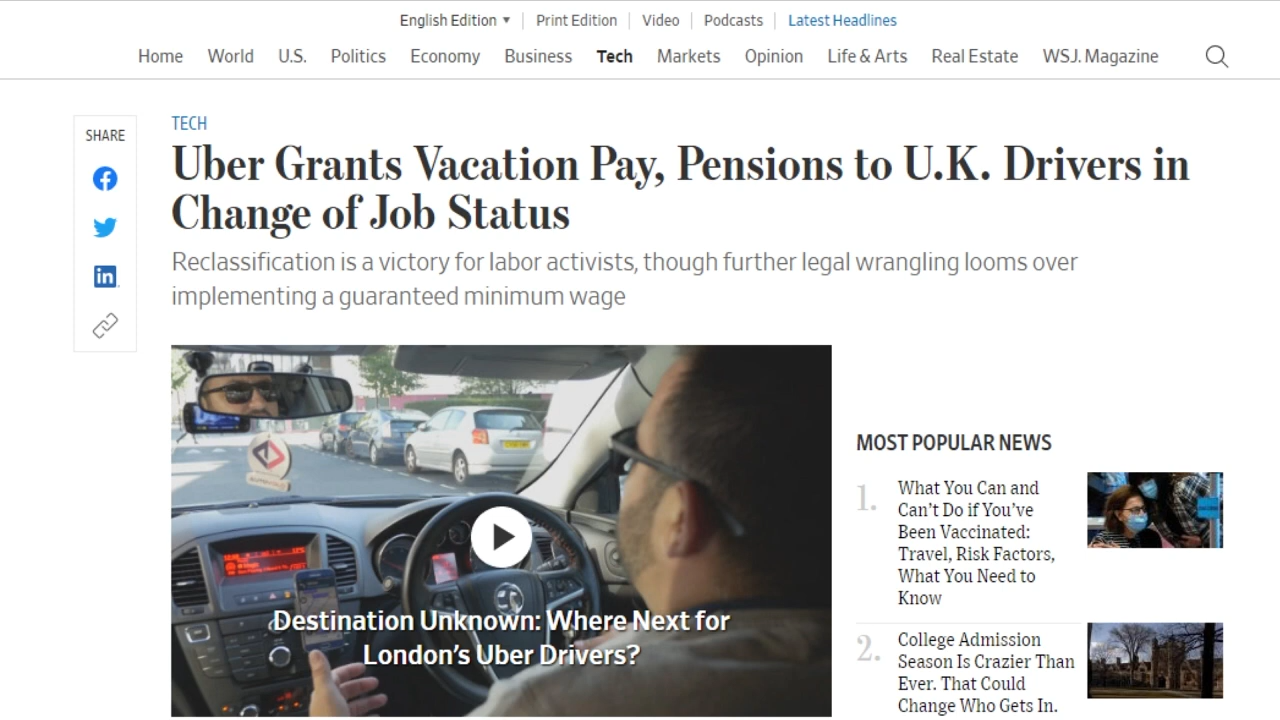 English Edition ▼ Print Edition Video Podcasts Latest Headlines
Home World U.S. Politics Economy Business Tech Markets Opinion Life & Arts Real Estate WSJ. Magazine
SHARE
TECH
Uber Grants Vacation Pay, Pensions to U.K. Drivers in
Change of Job Status
Reclassification is a victory for labor activists, though further legal wrangling looms over
implementing a guaranteed minimum wage
Destination Unknown: Where Next for
London's Uber Drivers?
MOST POPULAR NEWS
1.
What You Can and
Can't Do if You've
Been Vaccinated:
Travel, Risk Factors,
What You Need to
Know
2.
College Admission
Season Is Crazier Than
Ever. That Could
Change Who Gets In.